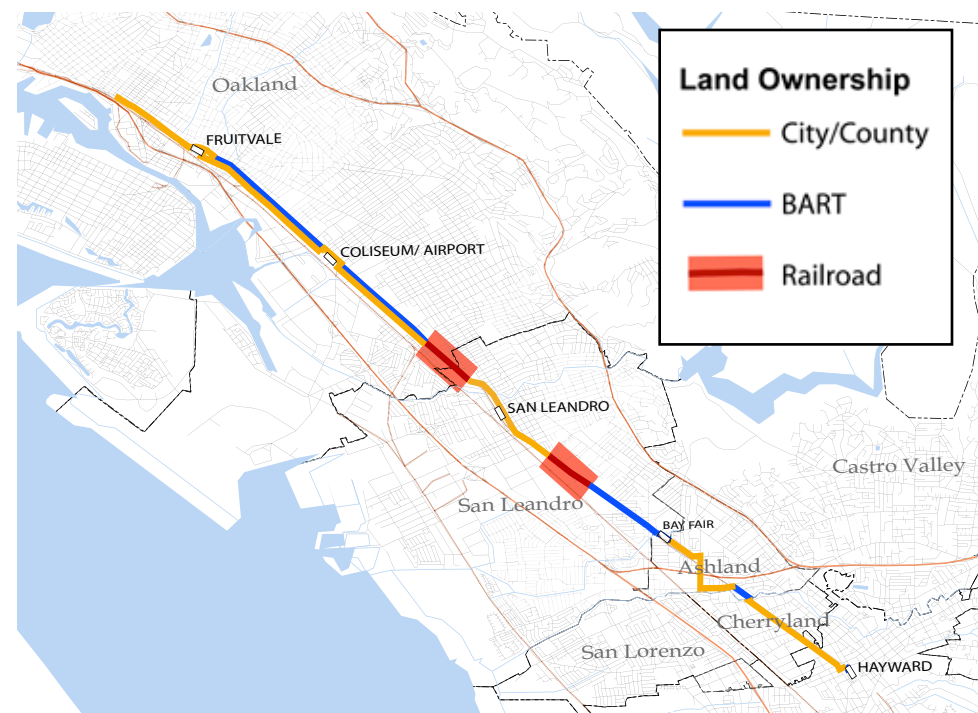 Land Ownership
City/County
BART
Railroad
Oakland
FRUITVALE
COLISEUM/ AIRPORT
SAN LEANDRO
Castro Valley
San Leandro
BAY FAIR
Ashland
Cherryland
San Lorenzo
HAYWARD